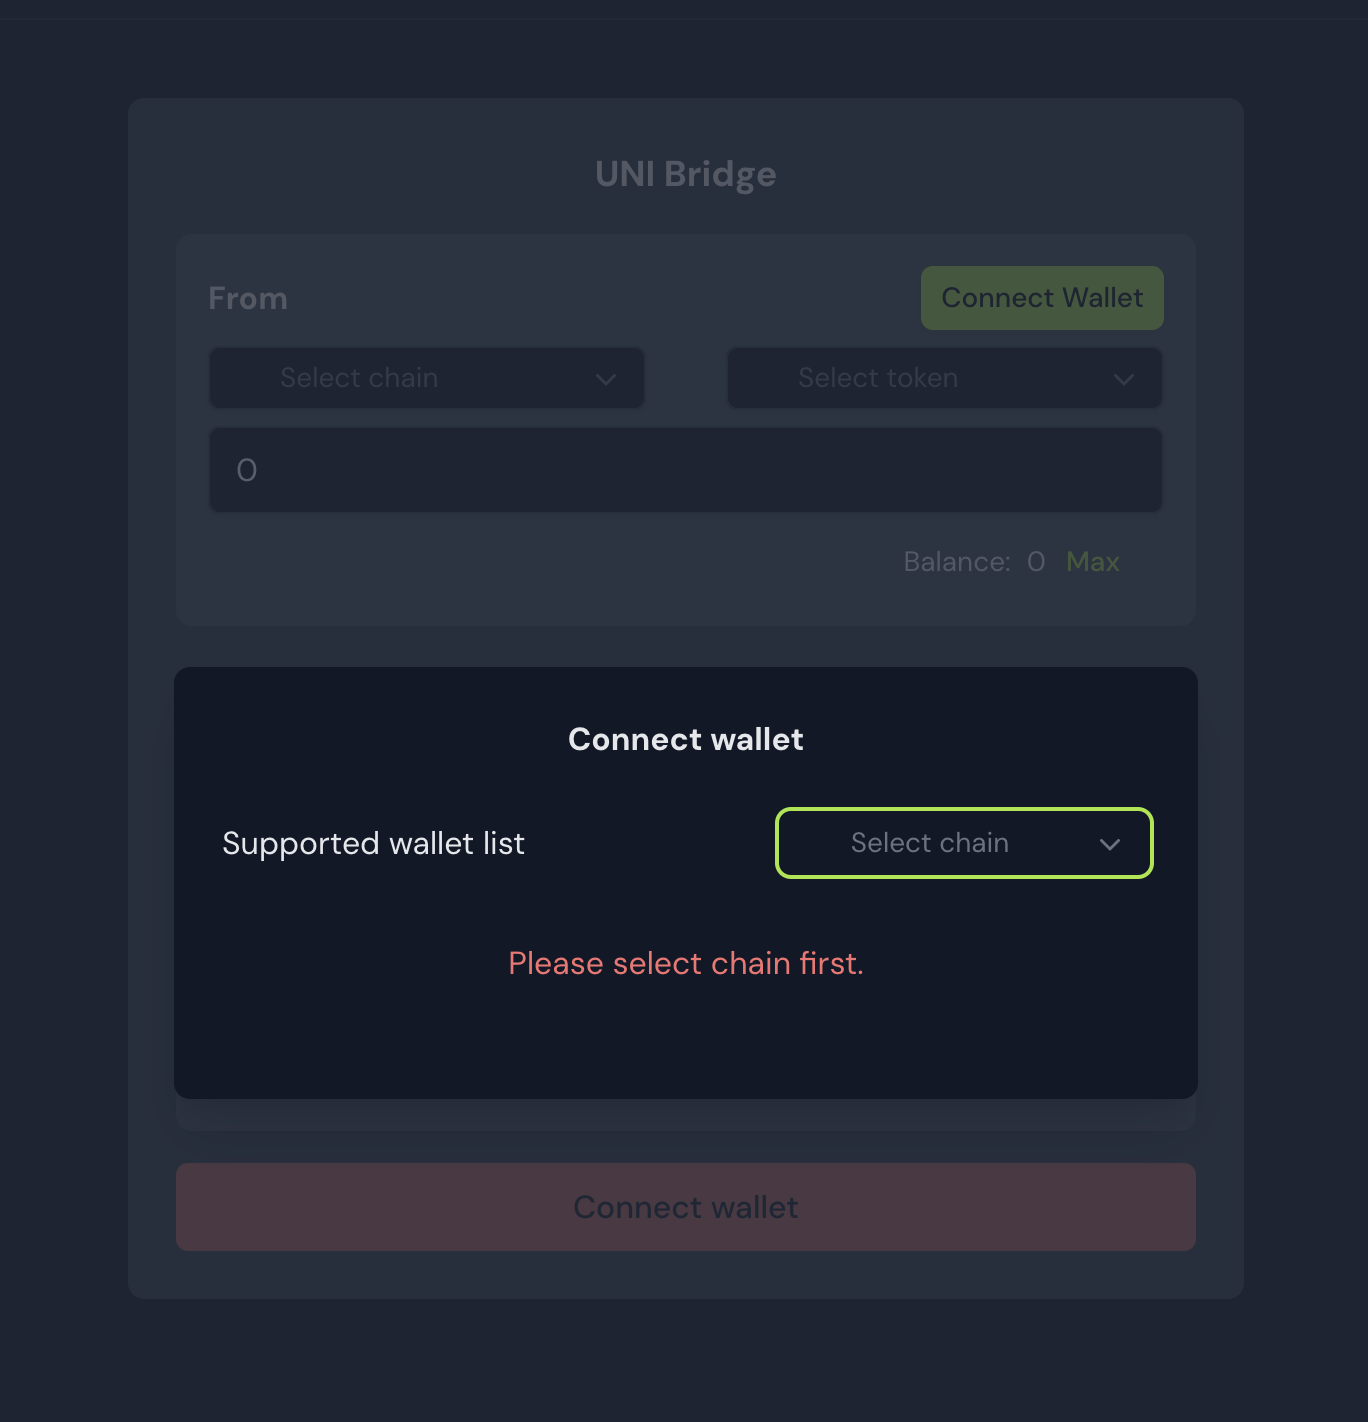 UNI Bridge
From
Connect Wallet
Select chain
Select token
0
Balance: 0 Max
Connect wallet
Supported wallet list
Select chain
Please select chain first.
Connect wallet